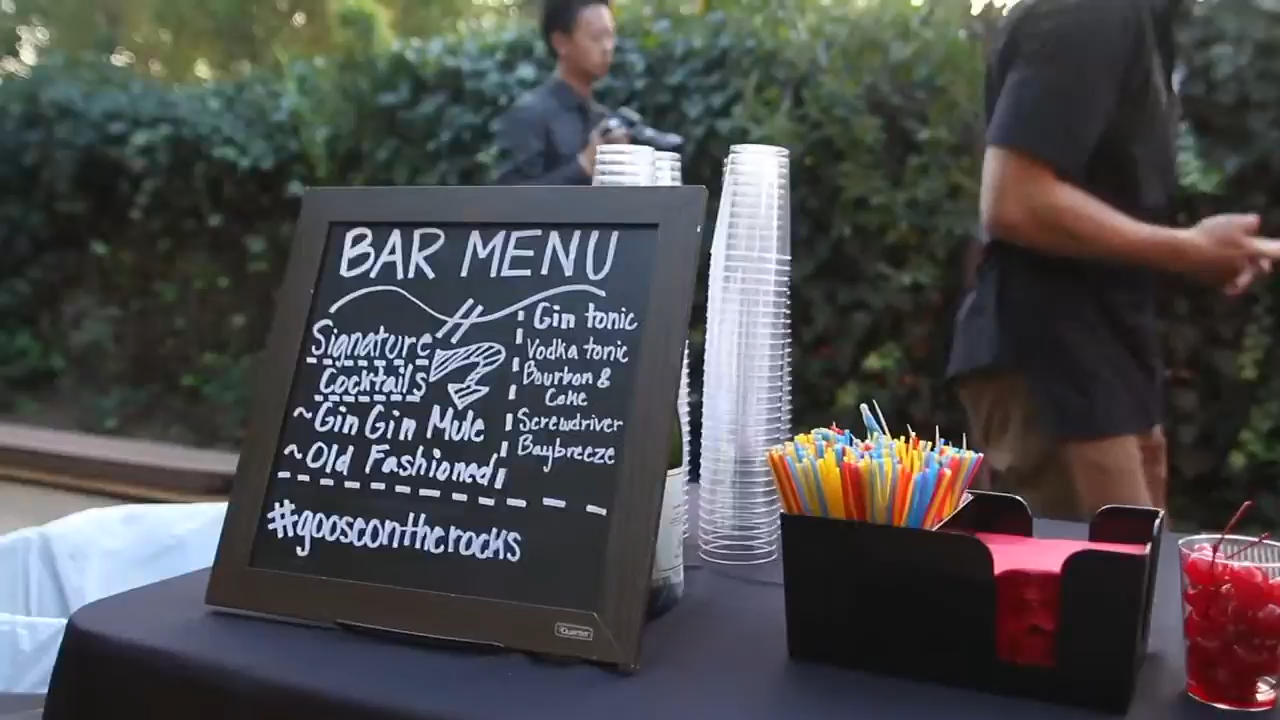 BAR MENU
Signature
Cocktails
~Gin Gin Mule
~Old Fashioned
Gin tonic
Vodka tonic
Bourbon &
Coke
Screwdriver
Baybreeze
#gooseontherocks
Quartet